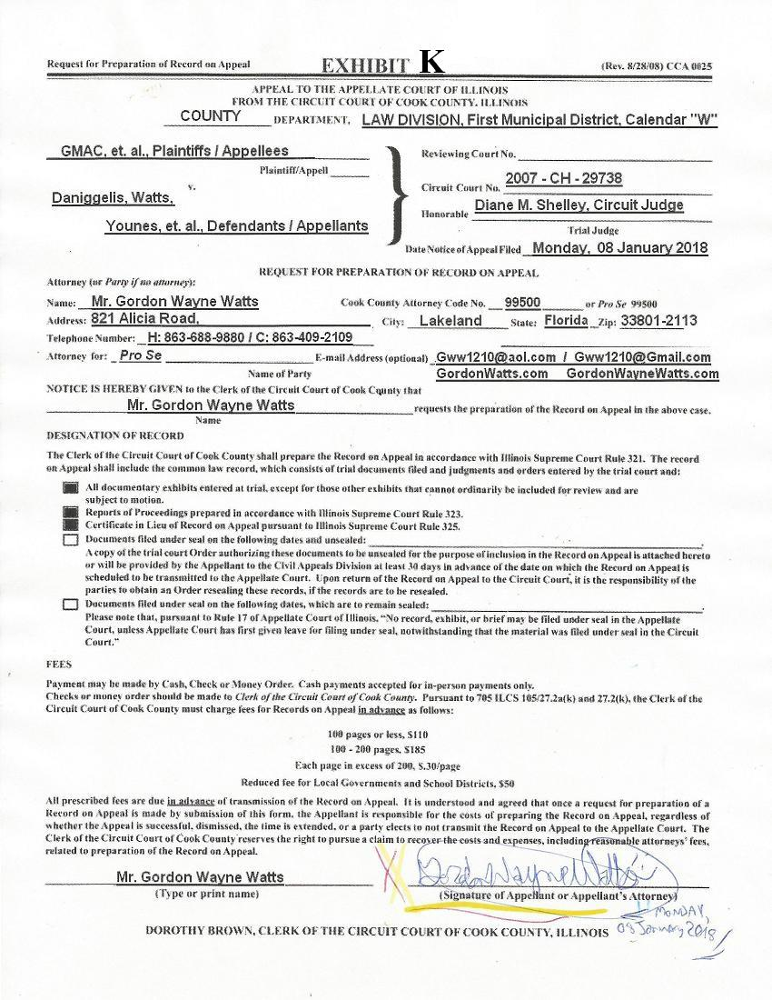 Request for Preparation of Record on Appeal EXHIBIT K (Rev. 8/28/08) CCA 0025
APPEAL TO THE APPELLATE COURT OF ILLINOIS
FROM THE CIRCUIT COURT OF COOK COUNTY, ILLINOIS
COUNTY DEPARTMENT, LAW DIVISION, First Municipal District, Calendar "W"
GMAC, et. al., Plaintiffs / Appellees
Plaintiff/Appell
v.
Daniggelis, Watts,
Younes, et. al., Defendants / Appellants
Reviewing Court No.
Circuit Court No. 2007 - CH - 29738
Honorable Diane M. Shelley, Circuit Judge
Trial Judge
Date Notice of Appeal Filed Monday, 08 January 2018
REQUEST FOR PREPARATION OF RECORD ON APPEAL
Attorney (or Party if no attorney):
Name: Mr. Gordon Wayne Watts Cook County Attorney Code No. 99500 or Pro Se 99500
Address: 821 Alicia Road, City: Lakeland State: Florida Zip: 33801-2113
Telephone Number: H: 863-688-9880 / C: 863-409-2109
Attorney for: Pro Se E-mail Address (optional) Gww1210@aol.com / Gww1210@Gmail.com
Name of Party GordonWatts.com GordonWayneWatts.com
NOTICE IS HEREBY GIVEN to the Clerk of the Circuit Court of Cook County that
Mr. Gordon Wayne Watts requests the preparation of the Record on Appeal in the above case.
Name
DESIGNATION OF RECORD
The Clerk of the Circuit Court of Cook County shall prepare the Record on Appeal in accordance with Illinois Supreme Court Rule 321. The record
on Appeal shall include the common law record, which consists of trial documents filed and judgments and orders entered by the trial court and:
All documentary exhibits entered at trial, except for those other exhibits that cannot ordinarily be included for review and are
subject to motion.
Reports of Proceedings prepared in accordance with Illinois Supreme Court Rule 323.
Certificate in Lieu of Record on Appeal pursuant to Illinois Supreme Court Rule 325.
Documents filed under seal on the following dates and unsealed:
A copy of the trial court Order authorizing these documents to be unsealed for the purpose of inclusion in the Record on Appeal is attached hereto
or will be provided by the Appellant to the Civil Appeals Division at least 30 days in advance of the date on which the Record on Appeal is
scheduled to be transmitted to the Appellate Court. Upon return of the Record on Appeal to the Circuit Court, it is the responsibility of the
parties to obtain an Order resealing these records, if the records are to be resealed.
Documents filed under seal on the following dates, which are to remain sealed:
Please note that, pursuant to Rule 17 of Appellate Court of Illinois, "No record, exhibit, or brief may be filed under seal in the Appellate
Court, unless Appellate Court has first given leave for filing under seal, notwithstanding that the material was filed under seal in the Circuit
Court."
FEES
Payment may be made by Cash, Check or Money Order. Cash payments accepted for in-person payments only.
Checks or money order should be made to Clerk of the Circuit Court of Cook County. Pursuant to 705 ILCS 105/27.2a(k) and 27.2(k), the Clerk of the
Circuit Court of Cook County must charge fees for Records on Appeal in advance as follows:
100 pages or less, $110
100 - 200 pages, $185
Each page in excess of 200, $.30/page
Reduced fee for Local Governments and School Districts, $50
All prescribed fees are due in advance of transmission of the Record on Appeal. It is understood and agreed that once a request for preparation of a
Record on Appeal is made by submission of this form, the Appellant is responsible for the costs of preparing the Record on Appeal, regardless of
whether the Appeal is successful, dismissed, the time is extended, or a party elects to not transmit the Record on Appeal to the Appellate Court. The
Clerk of the Circuit Court of Cook County reserves the right to pursue a claim to recover the costs and expenses, including reasonable attorneys' fees,
related to preparation of the Record on Appeal.
Mr. Gordon Wayne Watts X Gordon Wayne Watts
(Type or print name) (Signature of Appellant or Appellant's Attorney)
MONDAY,
08 January 2018
DOROTHY BROWN, CLERK OF THE CIRCUIT COURT OF COOK COUNTY, ILLINOIS